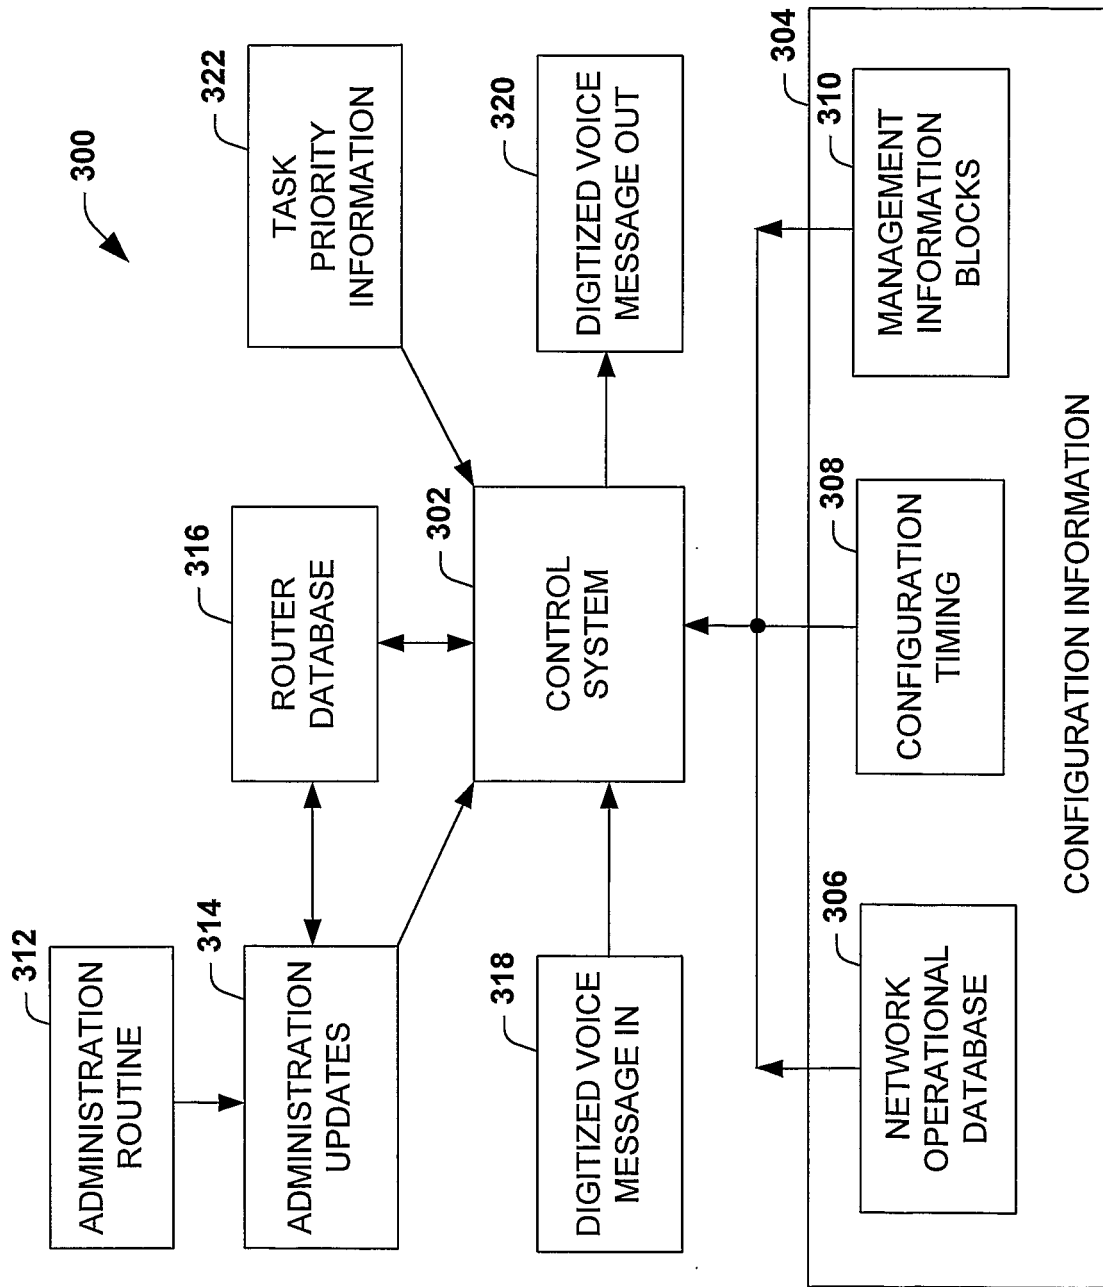 300
312
ADMINISTRATION
ROUTINE
314
ADMINISTRATION
UPDATES
316
ROUTER
DATABASE
322
TASK
PRIORITY
INFORMATION
318
DIGITIZED VOICE
MESSAGE IN
302
CONTROL
SYSTEM
320
DIGITIZED VOICE
MESSAGE OUT
304
306
NETWORK
OPERATIONAL
DATABASE
308
CONFIGURATION
TIMING
310
MANAGEMENT
INFORMATION
BLOCKS
CONFIGURATION INFORMATION